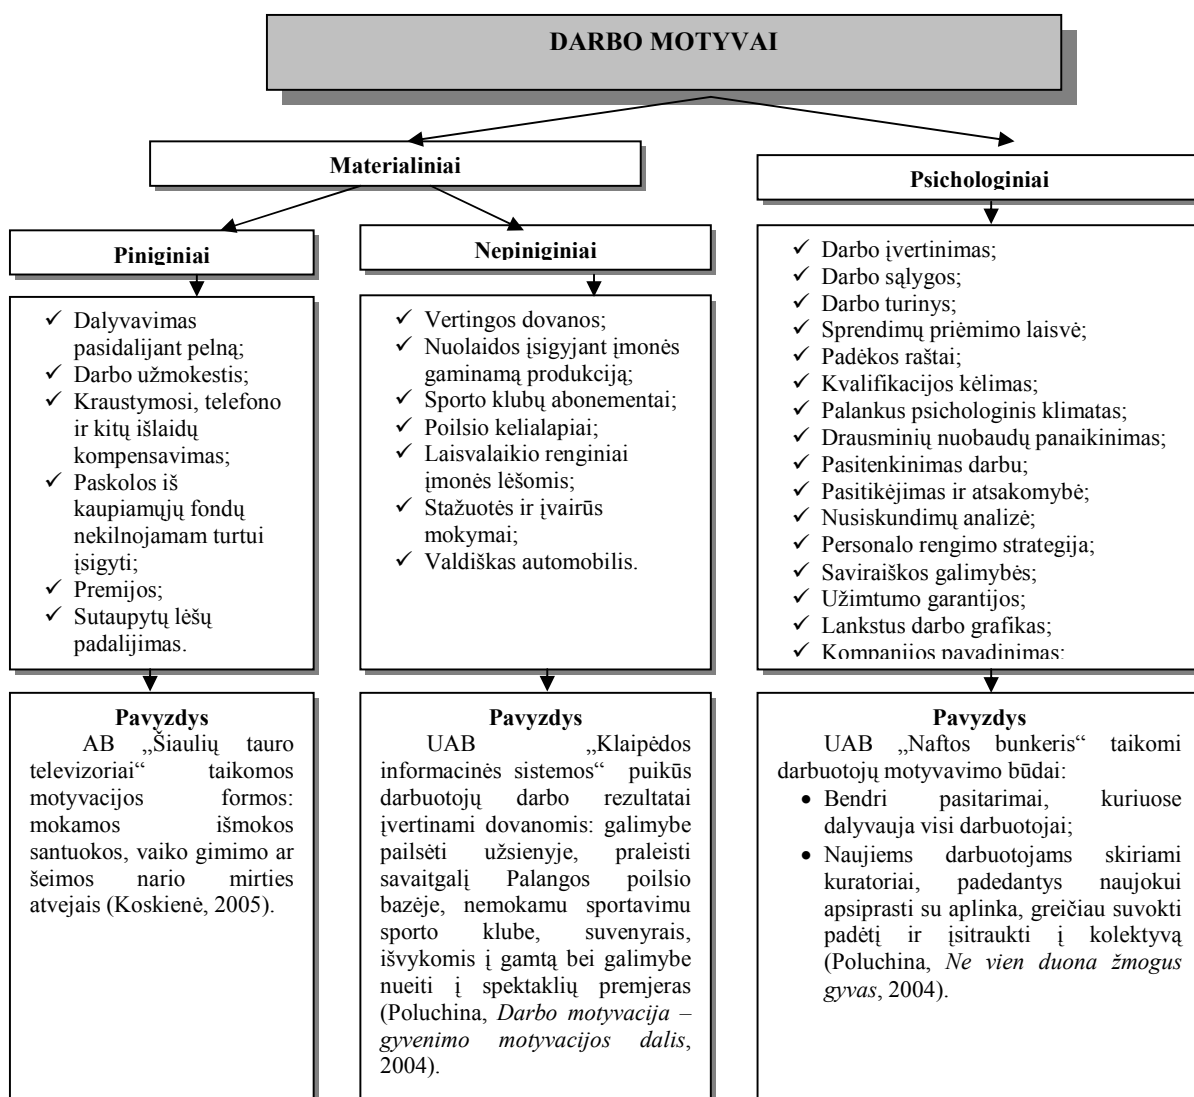 DARBO MOTYVAI
Materialiniai
Psichologiniai
Piniginiai
Nepiniginiai
✓ Dalyvavimas
pasidalijant pelną;
✓ Darbo užmokestis;
✓ Kraustymosi, telefono
ir kitų išlaidų
kompensavimas;
✓ Paskolos iš
kaupiamųjų fondų
nekilnojamam turtui
įsigyti;
✓ Premijos;
✓ Sutaupytų lėšų
padalijimas.
✓ Vertingos dovanos;
✓ Nuolaidos įsigyjant įmonės
gaminamą produkciją;
✓ Sporto klubų abonementai;
✓ Poilsio kelialapiai;
✓ Laisvalaikio renginiai
įmonės lėšomis;
✓ Stažuotės ir įvairūs
mokymai;
✓ Valdiškas automobilis.
✓ Darbo įvertinimas;
✓ Darbo sąlygos;
✓ Darbo turinys;
✓ Sprendimų priėmimo laisvė;
✓ Padėkos raštai;
✓ Kvalifikacijos kėlimas;
✓ Palankus psichologinis klimatas;
✓ Drausminių nuobaudų panaikinimas;
✓ Pasitenkinimas darbu;
✓ Pasitikėjimas ir atsakomybė;
✓ Nusiskundimų analizė;
✓ Personalo rengimo strategija;
✓ Saviraiškos galimybės;
✓ Užimtumo garantijos;
✓ Lankstus darbo grafikas;
✓ Kompanijos pavadinimas;
Pavyzdys
AB „Šiaulių tauro
televizoriai“ taikomos
motyvacijos formos:
mokamos išmokos
santuokos, vaiko gimimo ar
šeimos nario mirties
atvejais (Koskienė, 2005).
Pavyzdys
UAB „Klaipėdos
informacinės sistemos“ puikūs
darbuotojų darbo rezultatai
įvertinami dovanomis: galimybe
pailsėti užsienyje, praleisti
savaitgalį Palangos poilsio
bazėje, nemokamu sportavimu
sporto klube, suvenyrais,
išvykomis į gamtą bei galimybe
nueiti į spektaklių premjeras
(Poluchina, Darbo motyvacija –
gyvenimo motyvacijos dalis,
2004).
Pavyzdys
UAB „Naftos bunkeris“ taikomi
darbuotojų motyvavimo būdai:
• Bendri pasitarimai, kuriuose
dalyvauja visi darbuotojai;
• Naujiems darbuotojams skiriami
kuratoriai, padedantys naujokui
apsiprasti su aplinka, greičiau suvokti
padėtį ir įsitraukti į kolektyvą
(Poluchina, Ne vien duona žmogus
gyvas, 2004).